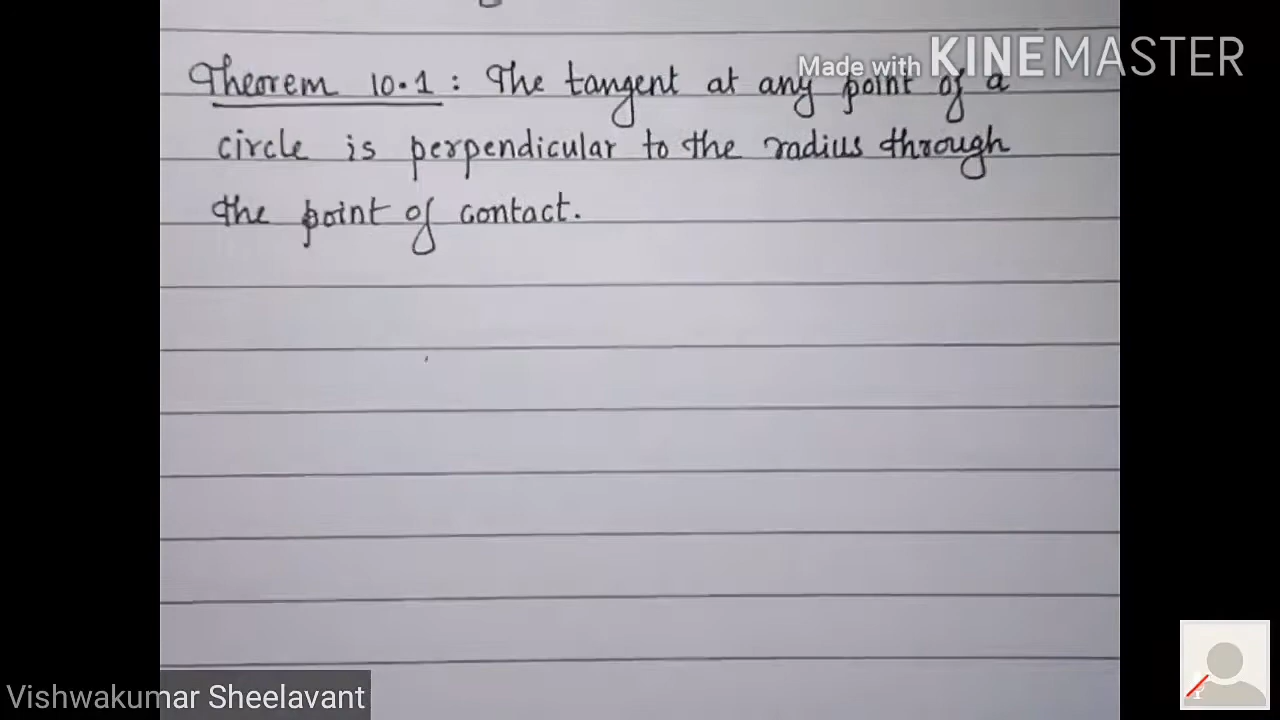 Made with KINEMASTER
Theorem 10.1 : The tangent at any point of a
circle is perpendicular to the radius through
the point of contact.
Vishwakumar Sheelavant